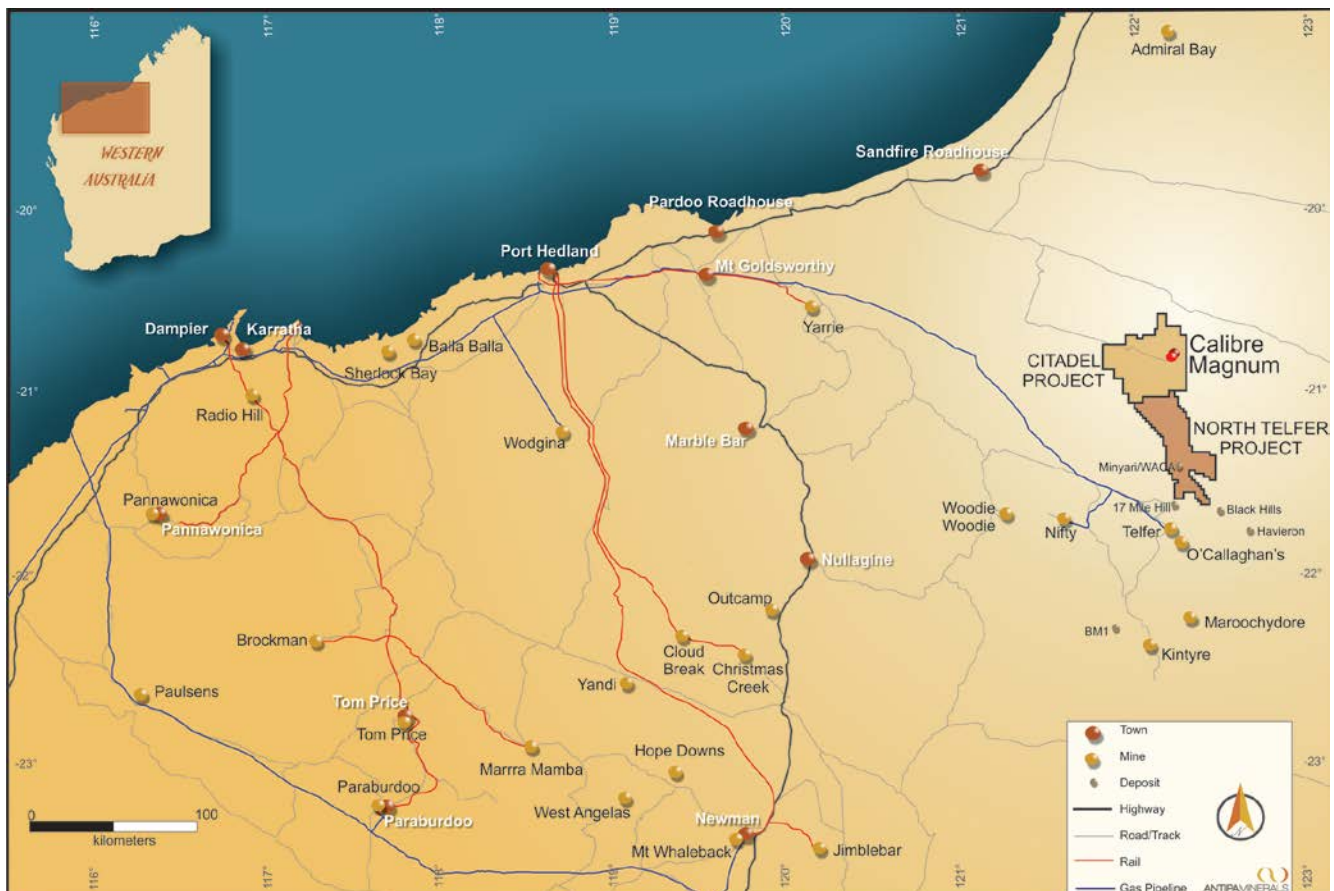 116°
117°
118°
119°
120°
121°
122°
123°
Admiral Bay
WESTERN
AUSTRALIA
Sandfire Roadhouse
-20°
-20°
Pardoo Roadhouse
Port Hedland
Mt Goldsworthy
Yarrie
Dampier
Karratha
Balla Balla
Sherlock Bay
Calibre
Magnum
CITADEL
PROJECT
-21°
-21°
Radio Hill
Wodgina
Marble Bar
NORTH TELFER
PROJECT
Minyari/WACA
Pannawonica
Pannawonica
Woodie
Woodie
Nifty
17 Mile Hill
Black Hills
Telfer
Havieron
O'Callaghan's
Nullagine
-22°
-22°
Outcamp
Brockman
Cloud
Break
Christmas
Creek
BM1
Maroochydore
Kintyre
Paulsens
Yandi
Tom Price
Tom Price
Marrra Mamba
Hope Downs
-23°
-23°
Paraburdoo
Paraburdoo
West Angelas
Newman
Mt Whaleback
Jimblebar
0
100
kilometers
Town
Mine
Deposit
Highway
Road/Track
Rail
Gas Pipeline
N
ANTIPA MINERALS
116°
117°
118°
119°
120°
121°